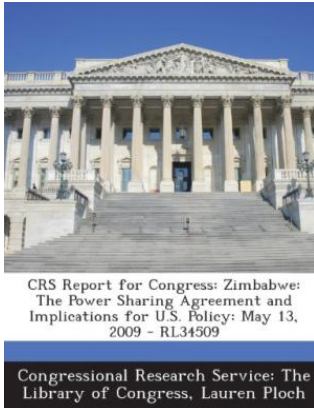 CRS Report for Congress: Zimbabwe:
The Power Sharing Agreement and
Implications for U.S. Policy: May 13,
2009 - RL34509
Congressional Research Service: The
Library of Congress, Lauren Ploch